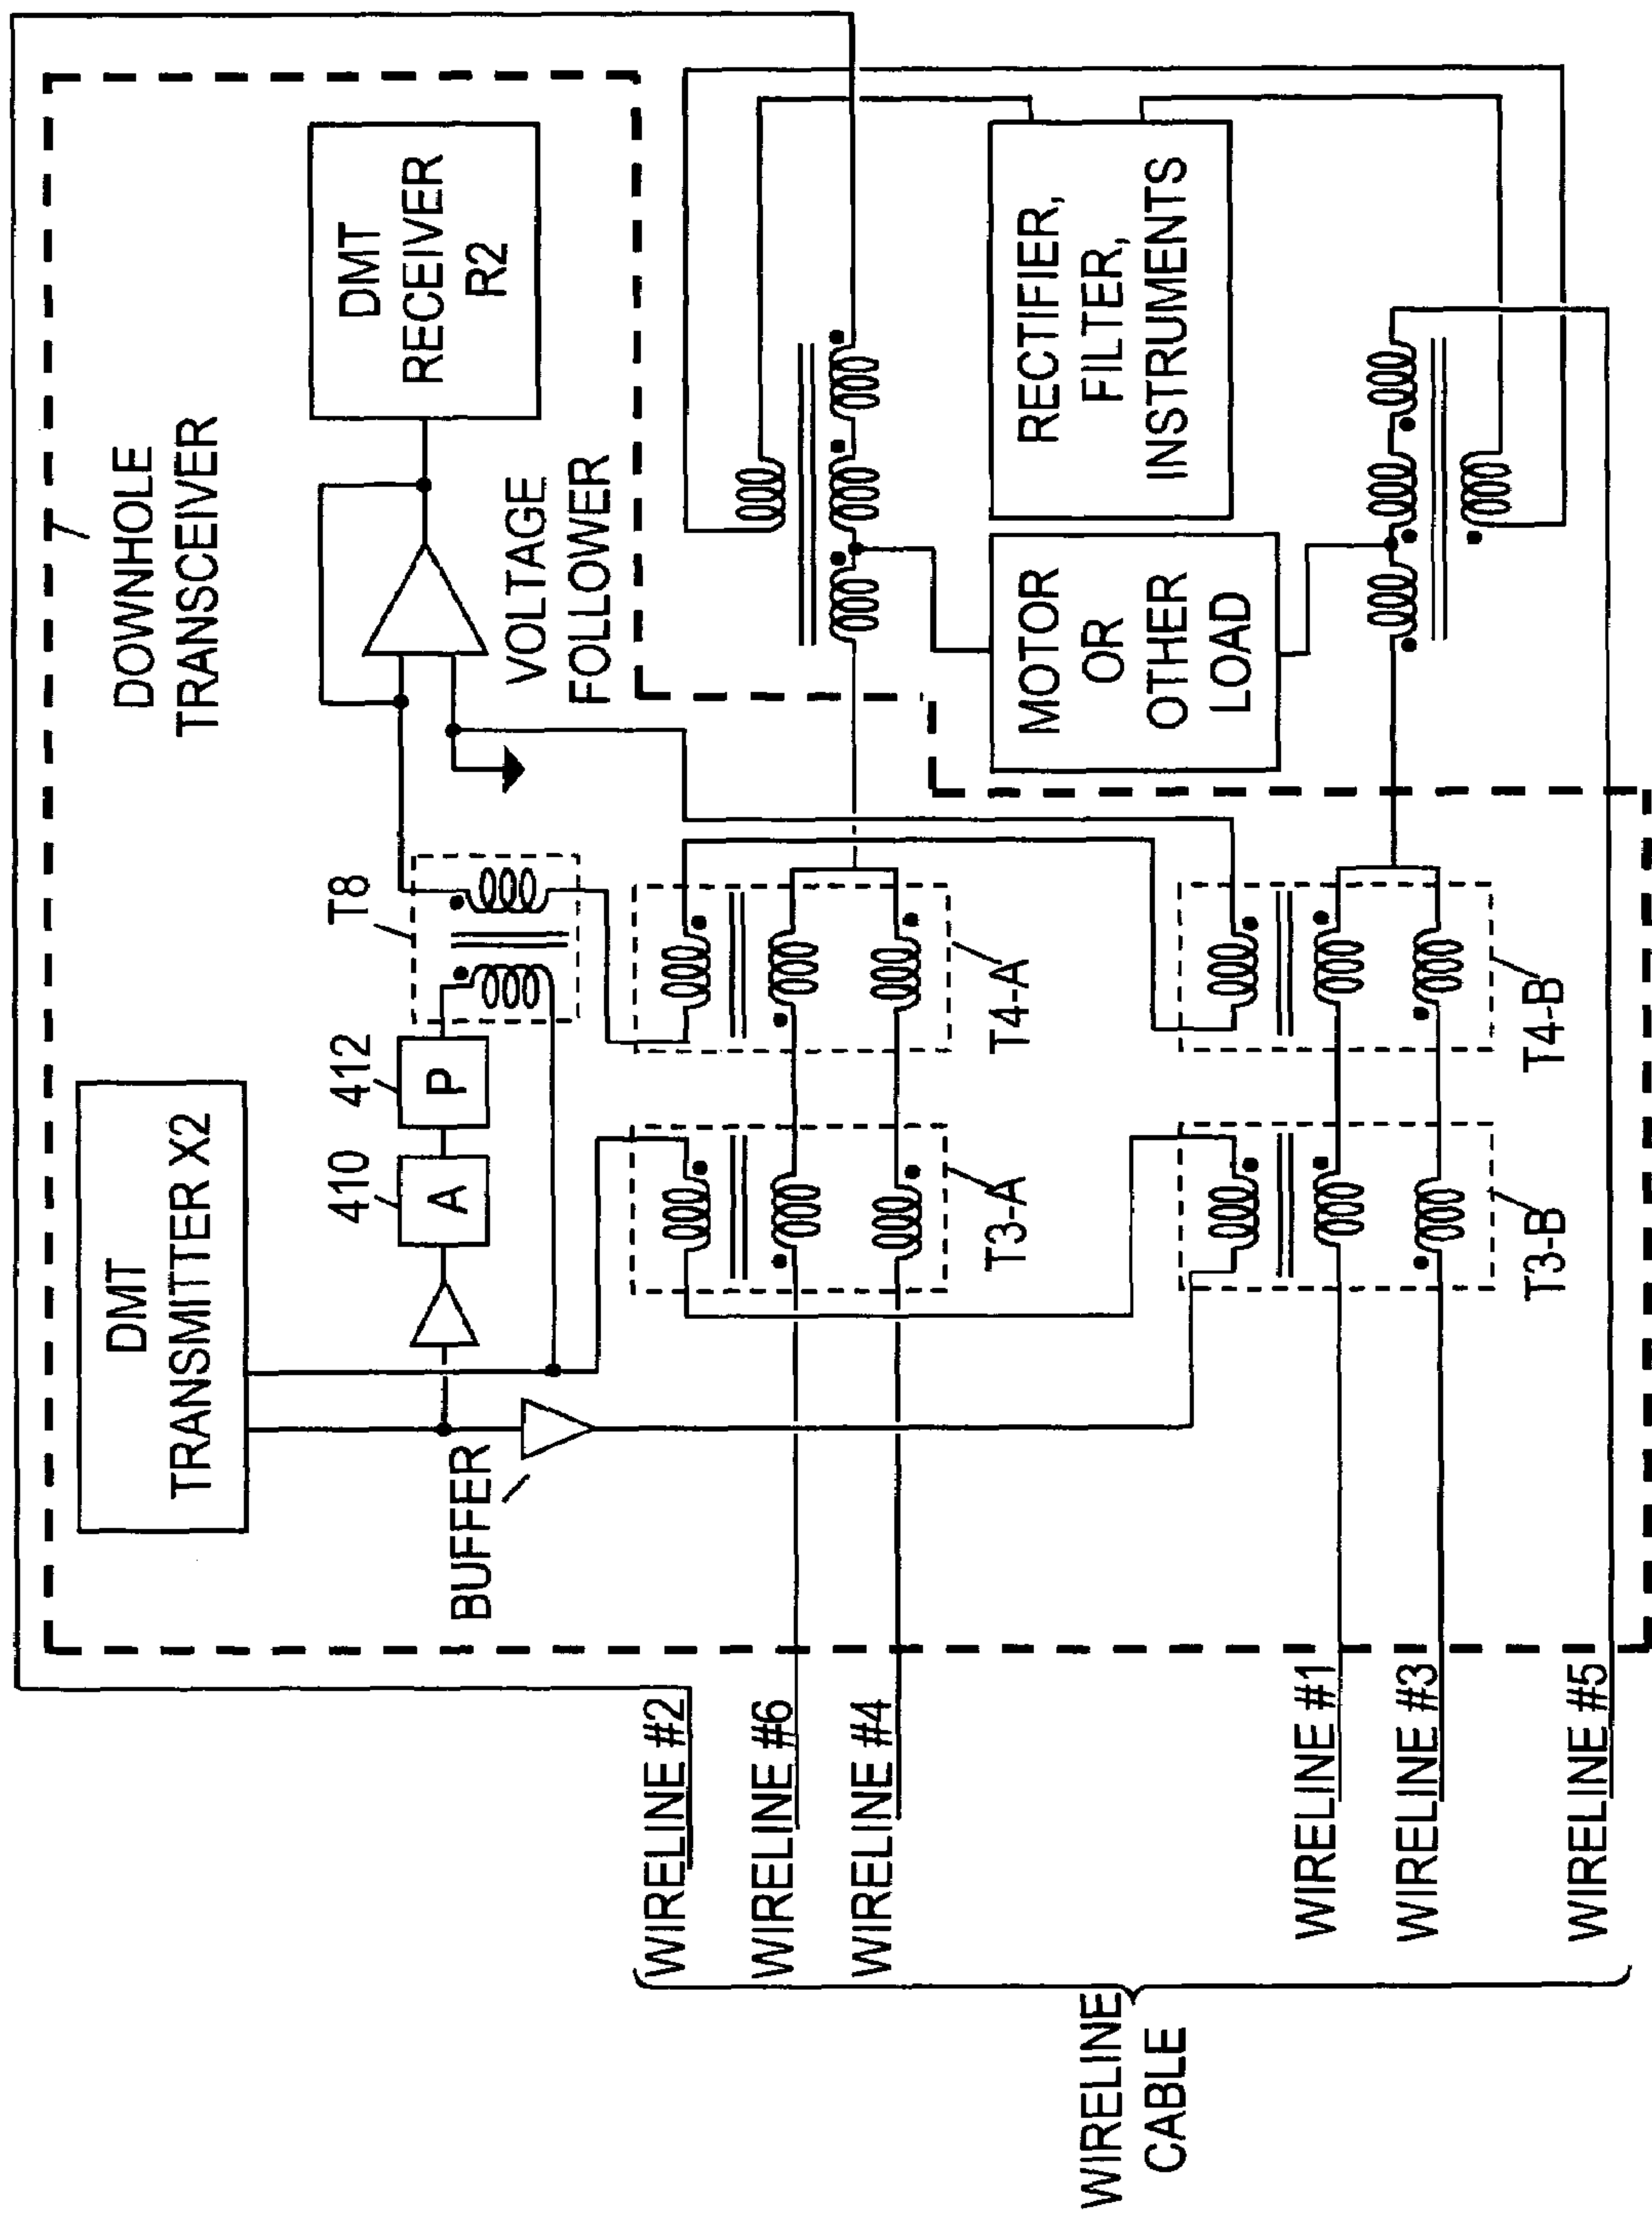 DOWNHOLE
TRANSCEIVER
DMT
TRANSMITTER X2
BUFFER
410
A
412
P
T8
DMT
RECEIVER
R2
VOLTAGE
FOLLOWER
T3-A
T4-A
T3-B
T4-B
MOTOR
OR
OTHER
LOAD
RECTIFIER,
FILTER,
INSTRUMENTS
WIRELINE #2
WIRELINE #6
WIRELINE #4
WIRELINE #1
WIRELINE #3
WIRELINE #5
WIRELINE
CABLE